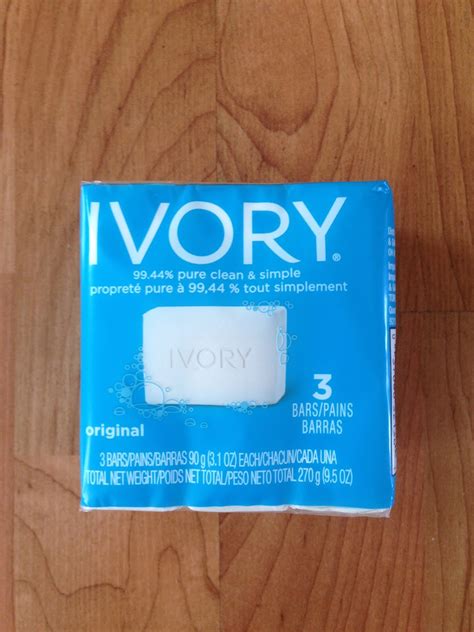 IVORY®
99.44% pure clean & simple
propreté pure à 99,44 % tout simplement
IVORY
3
BARS/PAINS
BARRAS
original
3 BARS/PAINS/BARRAS 90 g (3.1 OZ) EACH/CHACUN/CADA UNA
TOTAL NET WEIGHT/POIDS NET TOTAL/PESO NETO TOTAL 270 g (9.5 OZ)